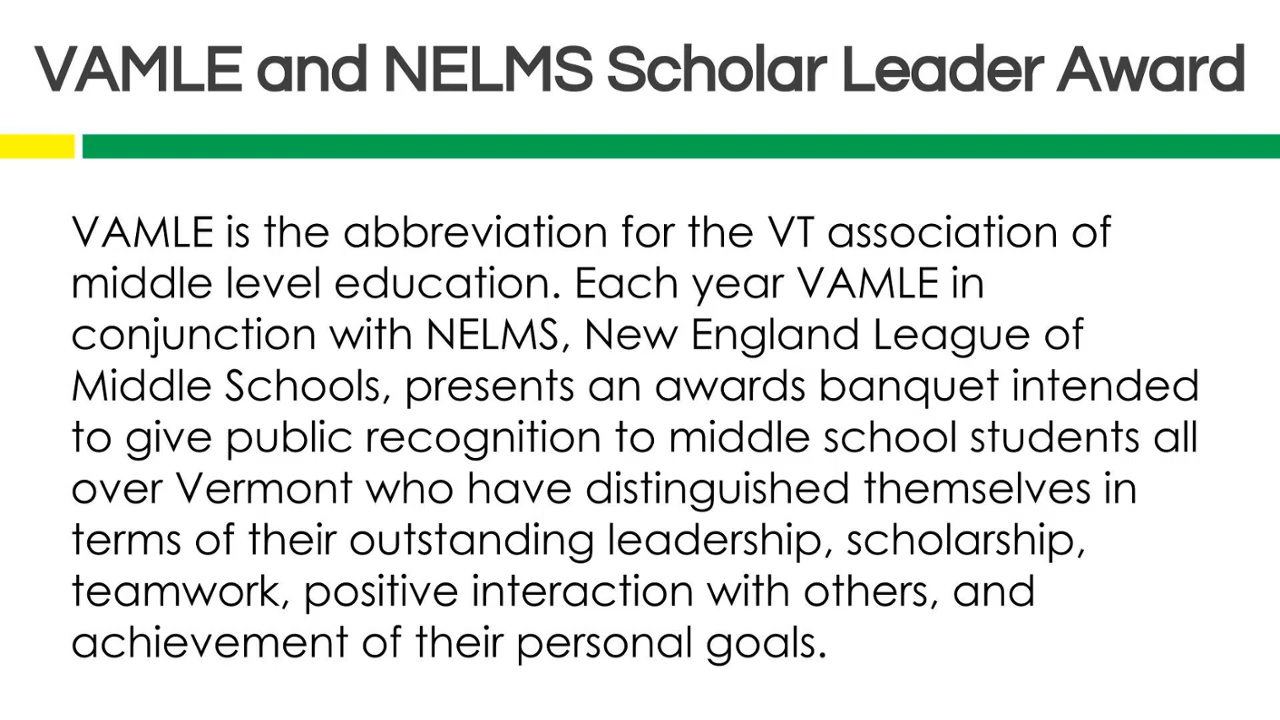 VAMLE and NELMS Scholar Leader Award
VAMLE is the abbreviation for the VT association of
middle level education. Each year VAMLE in
conjunction with NELMS, New England League of
Middle Schools, presents an awards banquet intended
to give public recognition to middle school students all
over Vermont who have distinguished themselves in
terms of their outstanding leadership, scholarship,
teamwork, positive interaction with others, and
achievement of their personal goals.